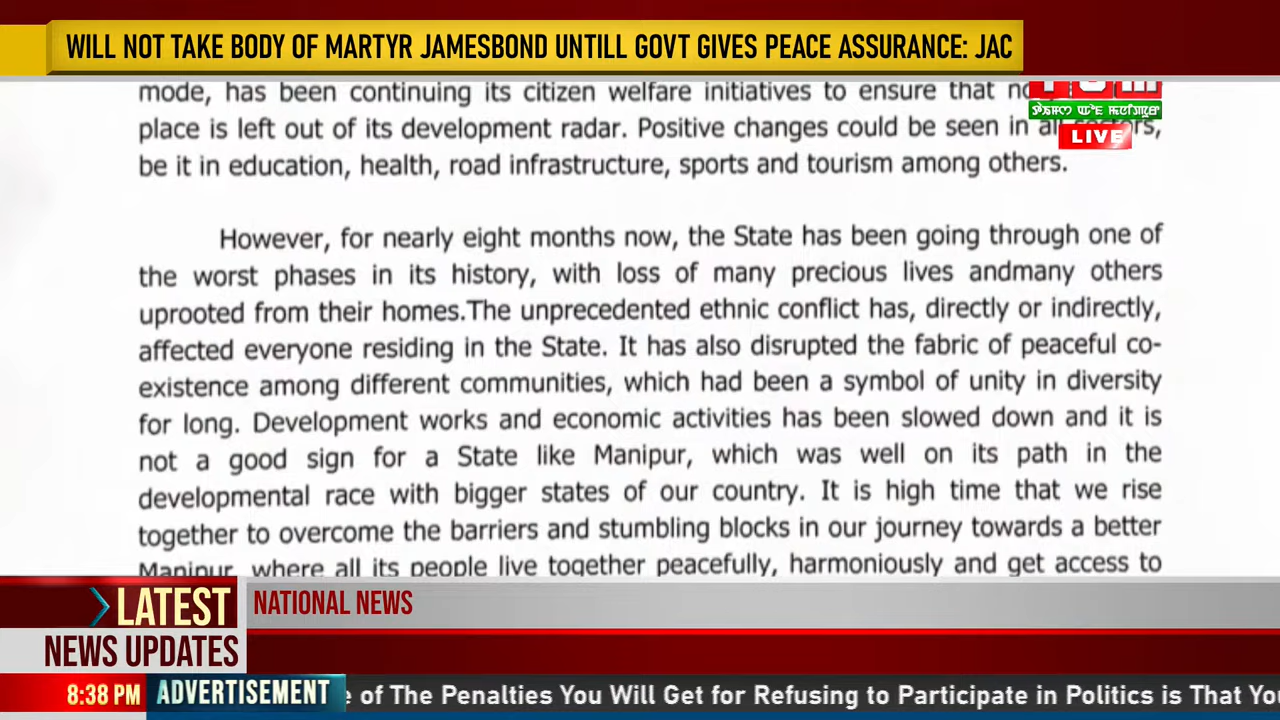 WILL NOT TAKE BODY OF MARTYR JAMESBOND UNTILL GOVT GIVES PEACE ASSURANCE: JAC
mode, has been continuing its citizen welfare initiatives to ensure that no
place is left out of its development radar. Positive changes could be seen in all sectors,
be it in education, health, road infrastructure, sports and tourism among others.
LIVE
However, for nearly eight months now, the State has been going through one of
the worst phases in its history, with loss of many precious lives andmany others
uprooted from their homes.The unprecedented ethnic conflict has, directly or indirectly,
affected everyone residing in the State. It has also disrupted the fabric of peaceful co-
existence among different communities, which had been a symbol of unity in diversity
for long. Development works and economic activities has been slowed down and it is
not a good sign for a State like Manipur, which was well on its path in the
developmental race with bigger states of our country. It is high time that we rise
together to overcome the barriers and stumbling blocks in our journey towards a better
Manipur, where all its people live together peacefully, harmoniously and get access to
LATEST
NEWS UPDATES
NATIONAL NEWS
8:38 PM
ADVERTISEMENT
e of The Penalties You Will Get for Refusing to Participate in Politics is That You